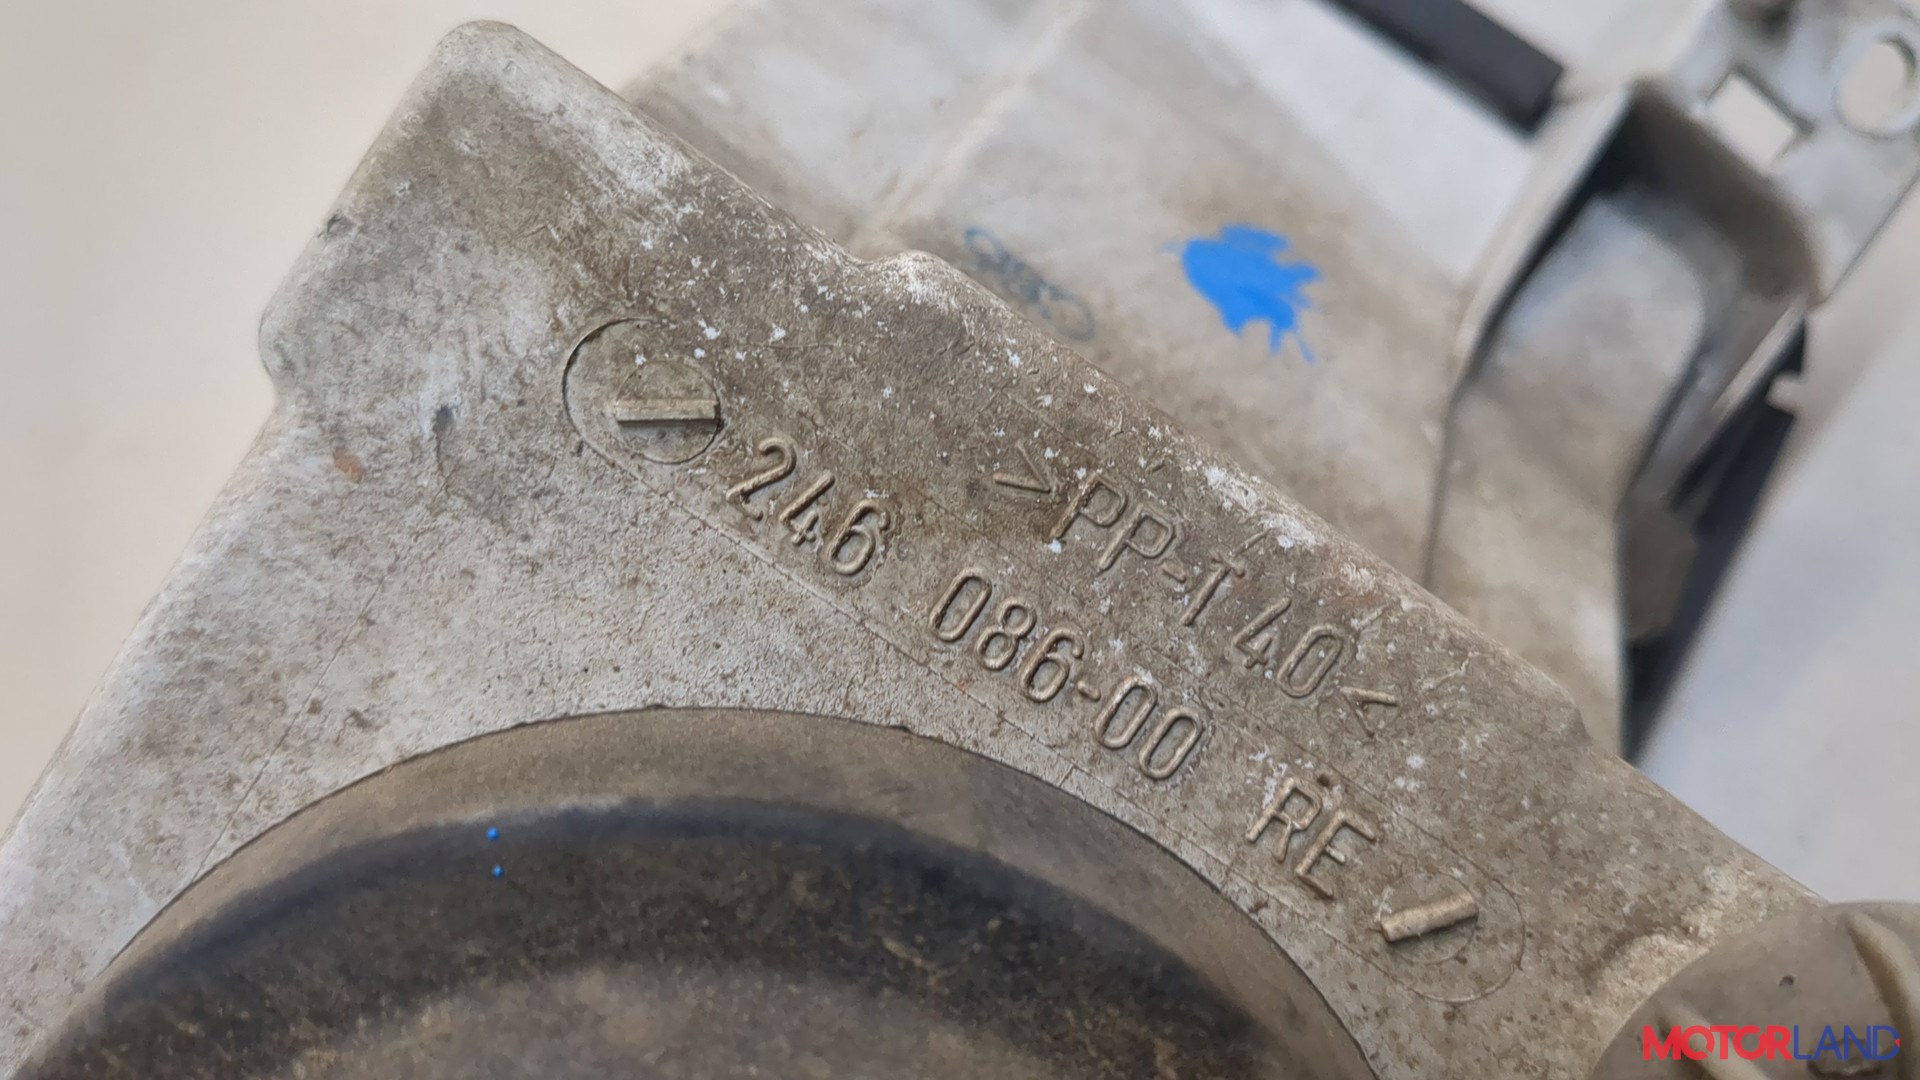 >PP-T40<
246 086-00 RE
MOTORLAND